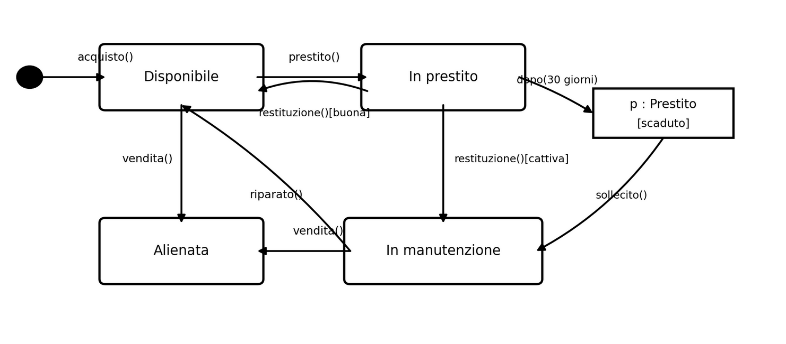 acquisto()
Disponibile
prestito()
In prestito
dopo(30 giorni)
p : Prestito
[scaduto]
restituzione()[buona]
vendita()
restituzione()[cattiva]
riparato()
sollecito()
vendita()
Alienata
In manutenzione